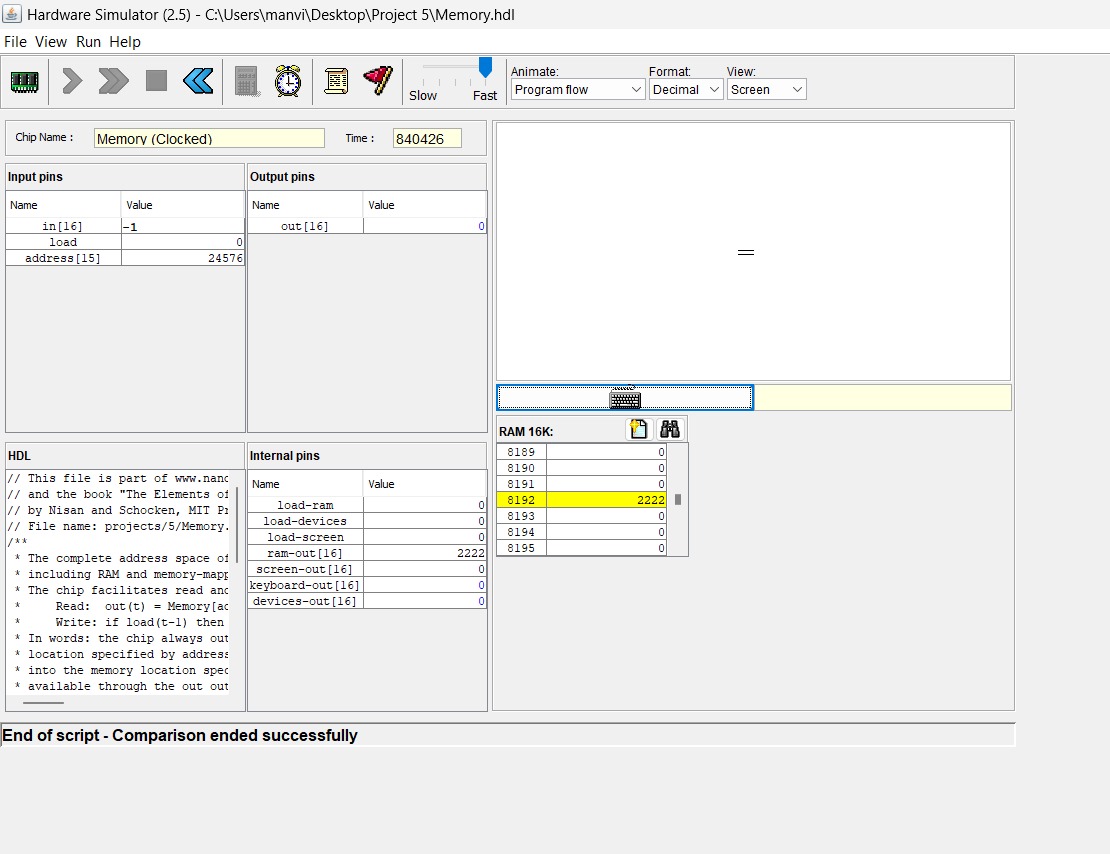 Hardware Simulator (2.5) - C:\Users\manvi\Desktop\Project 5\Memory.hdl
File View Run Help
Slow Fast
Animate: Format: View:
Program flow Decimal Screen
Chip Name : Memory (Clocked) Time : 840426
Input pins
Name Value
in[16] -1
load 0
address[15] 24576
Output pins
Name Value
out[16] 0
HDL
// This file is part of www.nand
// and the book "The Elements of
// by Nisan and Schocken, MIT Pr
// File name: projects/5/Memory.
/**
* The complete address space of
* including RAM and memory-mapp
* The chip facilitates read and
* Read: out(t) = Memory[ad
* Write: if load(t-1) then
* In words: the chip always out
* location specified by address
* into the memory location spec
* available through the out out
Internal pins
Name Value
load-ram 0
load-devices 0
load-screen 0
ram-out[16] 2222
screen-out[16] 0
keyboard-out[16] 0
devices-out[16] 0
RAM 16K:
8189 0
8190 0
8191 0
8192 2222
8193 0
8194 0
8195 0
End of script - Comparison ended successfully